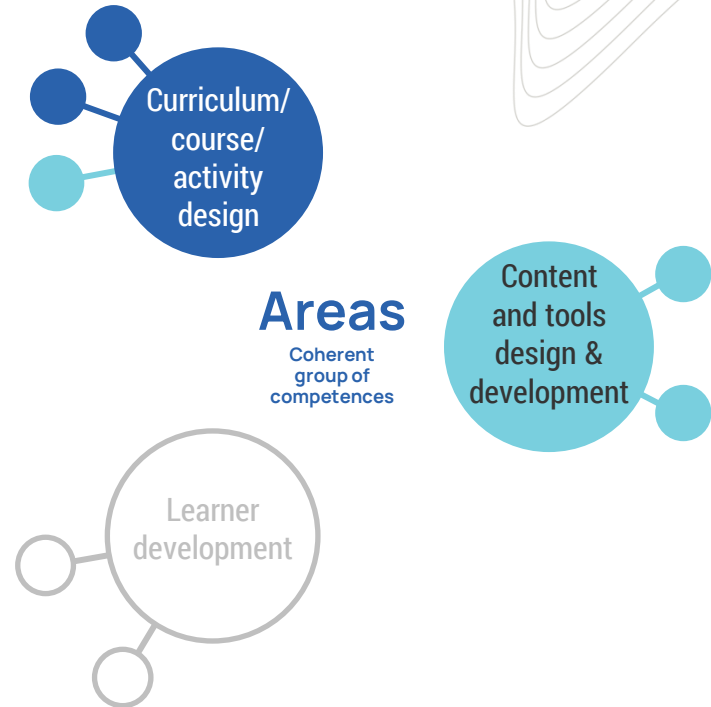 Curriculum/
course/
activity
design
Areas
Coherent
group of
competences
Content
and tools
design &
development
Learner
development